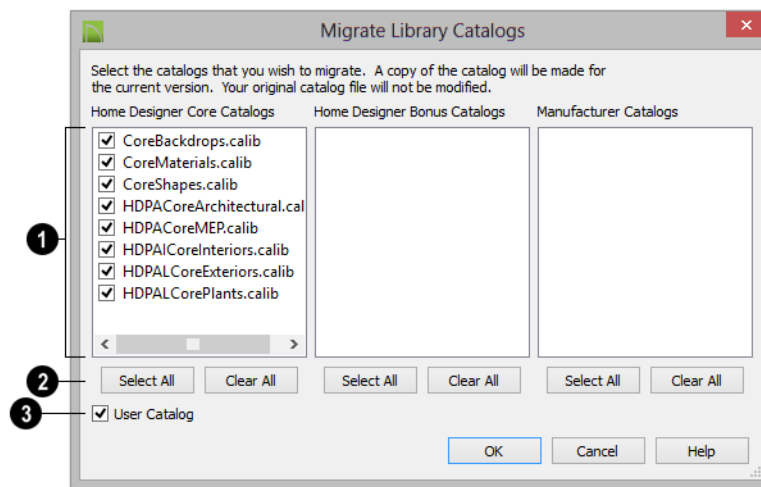 Migrate Library Catalogs
Select the catalogs that you wish to migrate. A copy of the catalog will be made for
the current version. Your original catalog file will not be modified.
Home Designer Core Catalogs Home Designer Bonus Catalogs Manufacturer Catalogs
CoreBackdrops.calib
CoreMaterials.calib
CoreShapes.calib
HDPACoreArchitectural.cal
1 HDPACoreMEP.calib
HDPAICoreInteriors.calib
HDPALCoreExteriors.calib
HDPALCorePlants.calib
2 Select All Clear All Select All Clear All Select All Clear All
3 User Catalog
OK Cancel Help